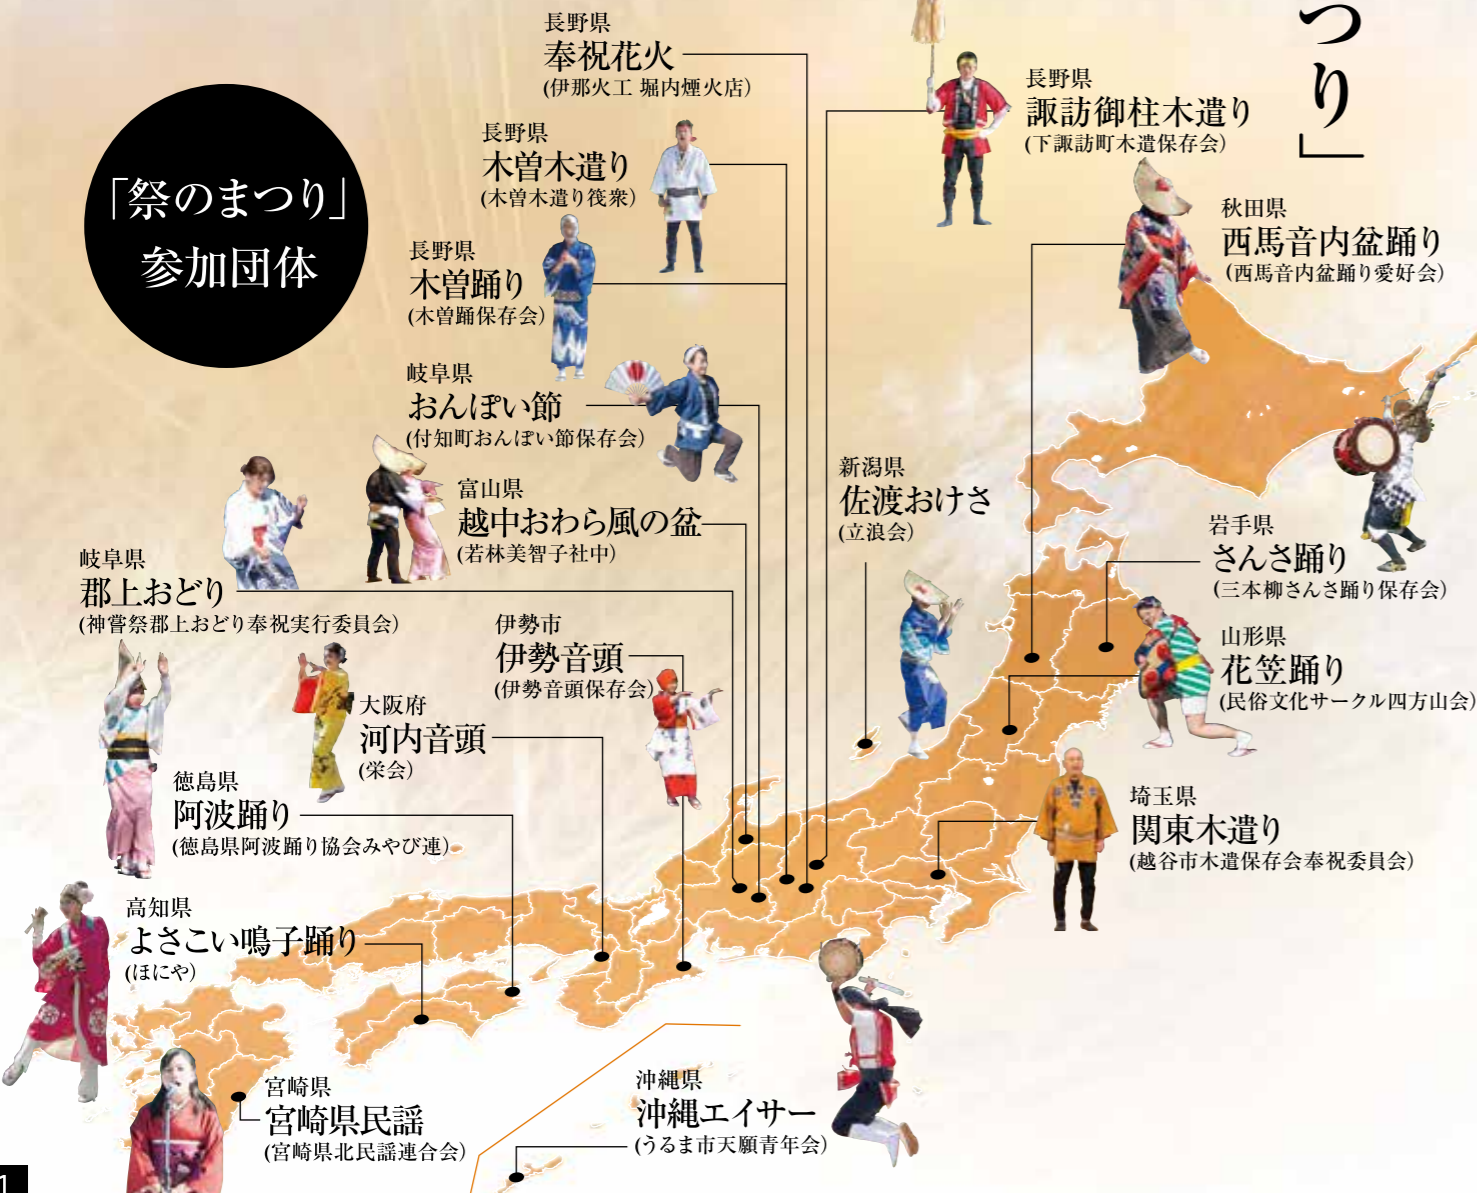 つり」
「祭のまつり」
参加団体
長野県
奉祝花火
(伊那火工 堀内煙火店)
長野県
木曽木遣り
(木曽木遣り筏衆)
長野県
木曽踊り
(木曽踊保存会)
岐阜県
おんぽい節
(付知町おんぽい節保存会)
富山県
越中おわら風の盆
(若林美智子社中)
岐阜県
郡上おどり
(神嘗祭郡上おどり奉祝実行委員会)
伊勢市
伊勢音頭
(伊勢音頭保存会)
大阪府
河内音頭
(栄会)
徳島県
阿波踊り
(徳島県阿波踊り協会みやび連)
高知県
よさこい鳴子踊り
(ほにや)
宮崎県
宮崎県民謡
(宮崎県北民謡連合会)
沖縄県
沖縄エイサー
(うるま市天願青年会)
長野県
諏訪御柱木遣り
(下諏訪町木遣保存会)
秋田県
西馬音内盆踊り
(西馬音内盆踊り愛好会)
新潟県
佐渡おけさ
(立浪会)
岩手県
さんさ踊り
(三本柳さんさ踊り保存会)
山形県
花笠踊り
(民俗文化サークル四方山会)
埼玉県
関東木遣り
(越谷市木遣保存会奉祝委員会)
1